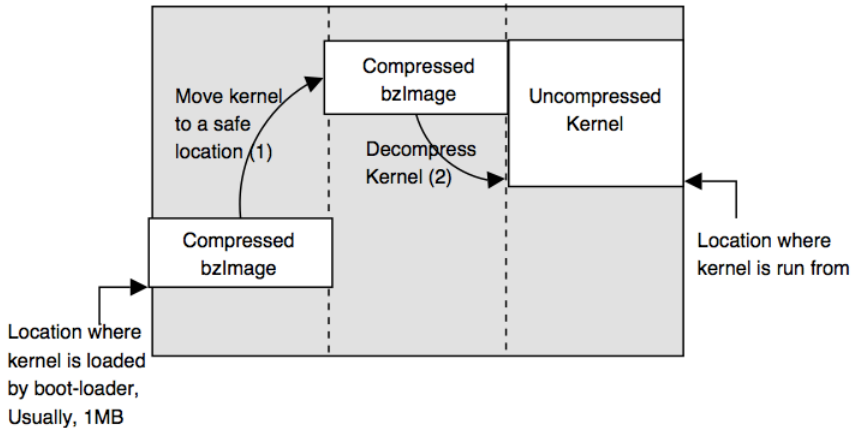 Compressed
bzImage
Uncompressed
Kernel
Move kernel
to a safe
location (1)
Decompress
Kernel (2)
Compressed
bzImage
Location where
kernel is run from
Location where
kernel is loaded
by boot-loader,
Usually, 1MB